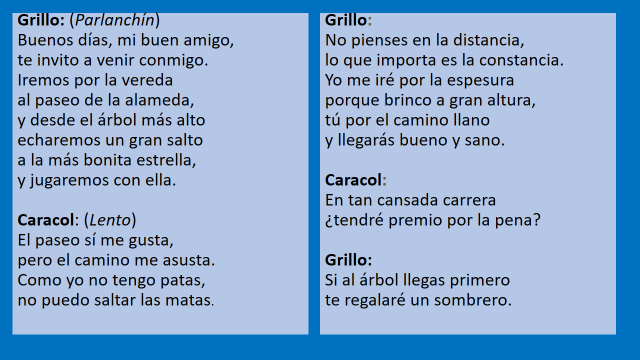 Grillo: (Parlanchín)
Buenos días, mi buen amigo,
te invito a venir conmigo.
Iremos por la vereda
al paseo de la alameda,
y desde el árbol más alto
echaremos un gran salto
a la más bonita estrella,
y jugaremos con ella.
Caracol: (Lento)
El paseo sí me gusta,
pero el camino me asusta.
Como yo no tengo patas,
no puedo saltar las matas.
Grillo:
No pienses en la distancia,
lo que importa es la constancia.
Yo me iré por la espesura
porque brinco a gran altura,
tú por el camino llano
y llegarás bueno y sano.
Caracol:
En tan cansada carrera
¿tendré premio por la pena?
Grillo:
Si al árbol llegas primero
te regalaré un sombrero.